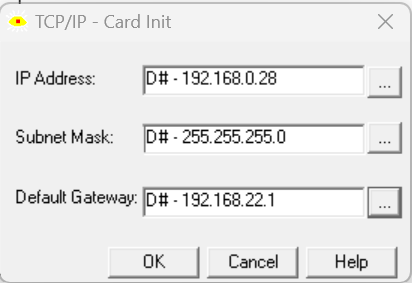 TCP/IP - Card Init
IP Address: D# - 192.168.0.28 ...
Subnet Mask: D# - 255.255.255.0 ...
Default Gateway: D# - 192.168.22.1 ...
OK Cancel Help